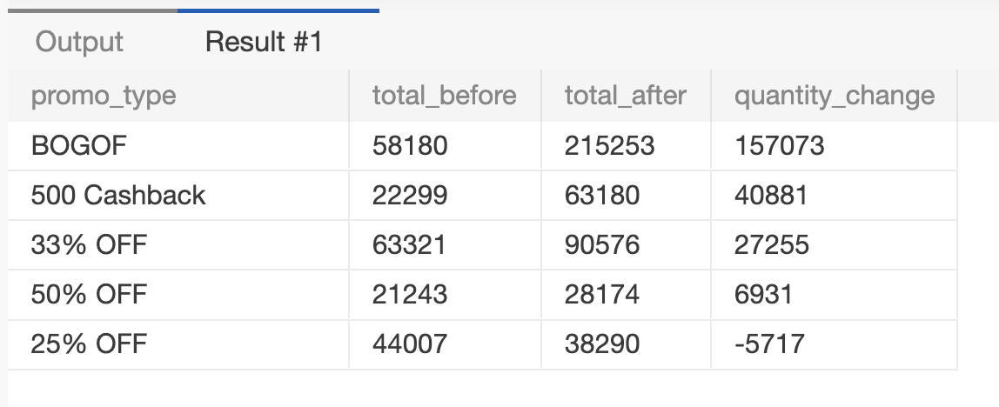 Output Result #1
promo_type total_before total_after quantity_change
BOGOF 58180 215253 157073
500 Cashback 22299 63180 40881
33% OFF 63321 90576 27255
50% OFF 21243 28174 6931
25% OFF 44007 38290 -5717